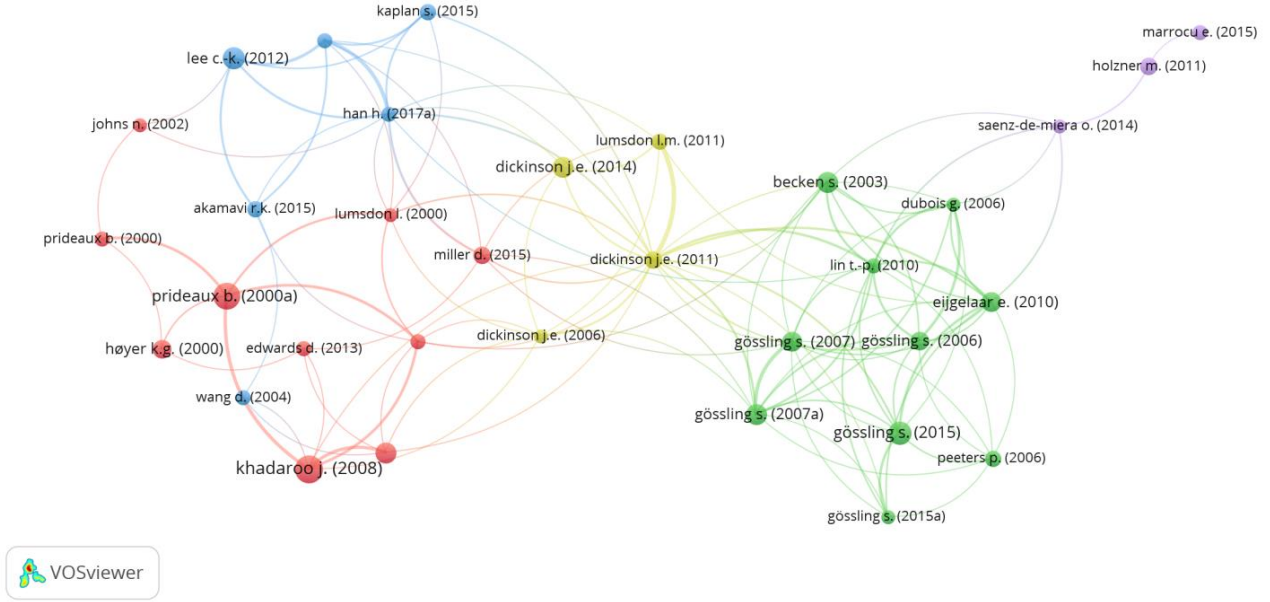 kaplan s. (2015)
marrocu e. (2015)
lee c.-k. (2012)
holzner m. (2011)
han h. (2017a)
johns n. (2002)
saenz-de-miera o. (2014)
lumsdon l.m. (2011)
dickinson j.e. (2014)
becken s. (2003)
dubois g. (2006)
akamavi r.k. (2015)
lumsdon l. (2000)
prideaux b. (2000)
miller d. (2015)
dickinson j.e. (2011)
lin t.-p. (2010)
prideaux b. (2000a)
eijgelaar e. (2010)
dickinson j.e. (2006)
gössling s. (2007)
gössling s. (2006)
høyer k.g. (2000)
edwards d. (2013)
wang d. (2004)
gössling s. (2007a)
gössling s. (2015)
peeters p. (2006)
khadaroo j. (2008)
gössling s. (2015a)
VOSviewer